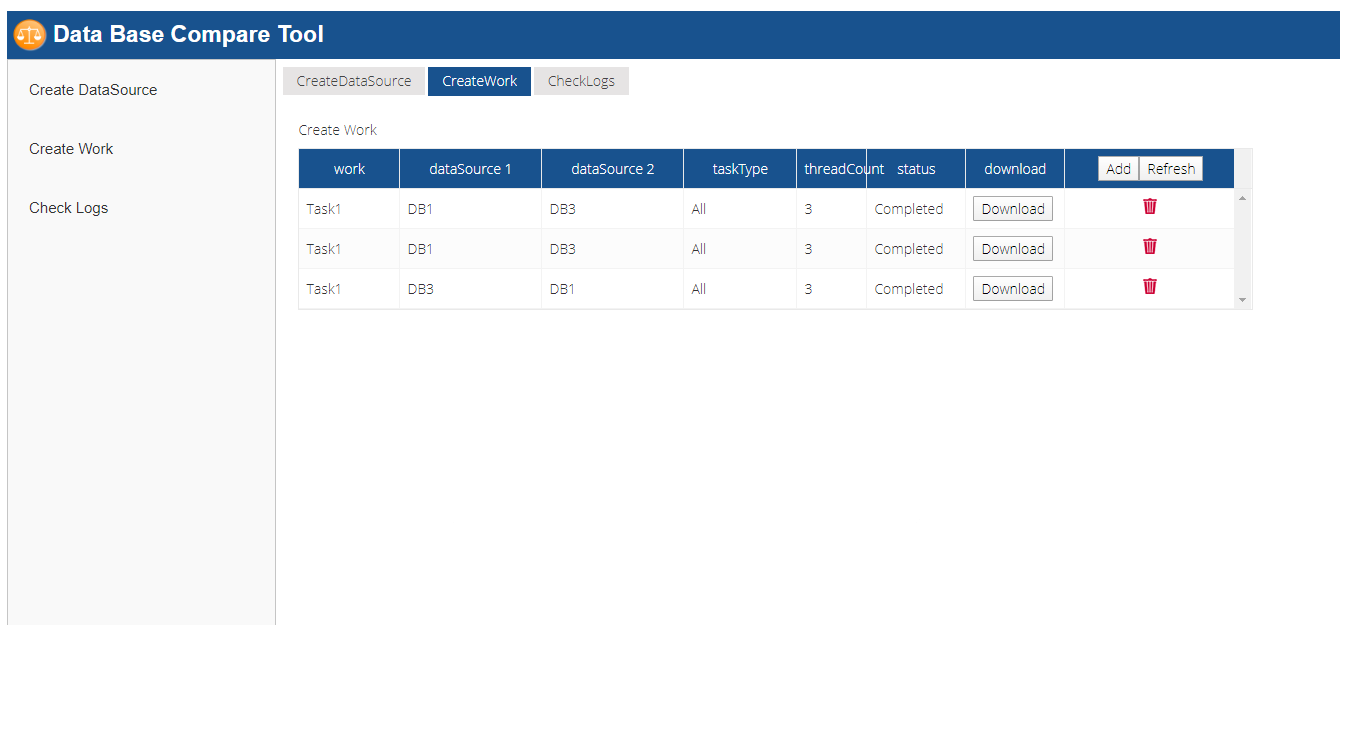 Data Base Compare Tool
Create DataSource
Create Work
Check Logs
CreateDataSource CreateWork CheckLogs
Create Work
work dataSource 1 dataSource 2 taskType threadCount status download Add Refresh
Task1 DB1 DB3 All 3 Completed Download
Task1 DB1 DB3 All 3 Completed Download
Task1 DB3 DB1 All 3 Completed Download